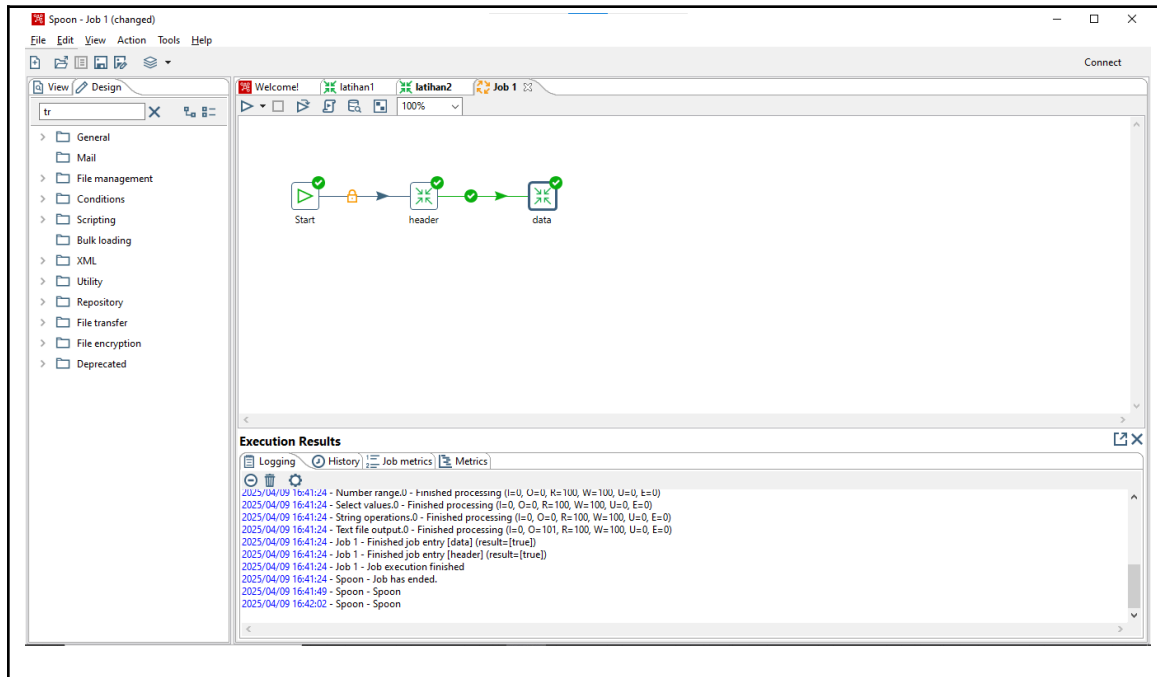 Spoon - Job 1 (changed)
File Edit View Action Tools Help
Connect
View Design
tr
General
Mail
File management
Conditions
Scripting
Bulk loading
XML
Utility
Repository
File transfer
File encryption
Deprecated
Welcome! latihan1 latihan2 Job 1
100%
Start header data
Execution Results
Logging History Job metrics Metrics
2025/04/09 16:41:24 - Number range.0 - Finished processing (I=0, O=0, R=100, W=100, U=0, E=0)
2025/04/09 16:41:24 - Select values.0 - Finished processing (I=0, O=0, R=100, W=100, U=0, E=0)
2025/04/09 16:41:24 - String operations.0 - Finished processing (I=0, O=0, R=100, W=100, U=0, E=0)
2025/04/09 16:41:24 - Text file output.0 - Finished processing (I=0, O=101, R=100, W=100, U=0, E=0)
2025/04/09 16:41:24 - Job 1 - Finished job entry [data] (result=[true])
2025/04/09 16:41:24 - Job 1 - Finished job entry [header] (result=[true])
2025/04/09 16:41:24 - Job 1 - Job execution finished
2025/04/09 16:41:24 - Spoon - Job has ended.
2025/04/09 16:41:49 - Spoon - Spoon
2025/04/09 16:42:02 - Spoon - Spoon